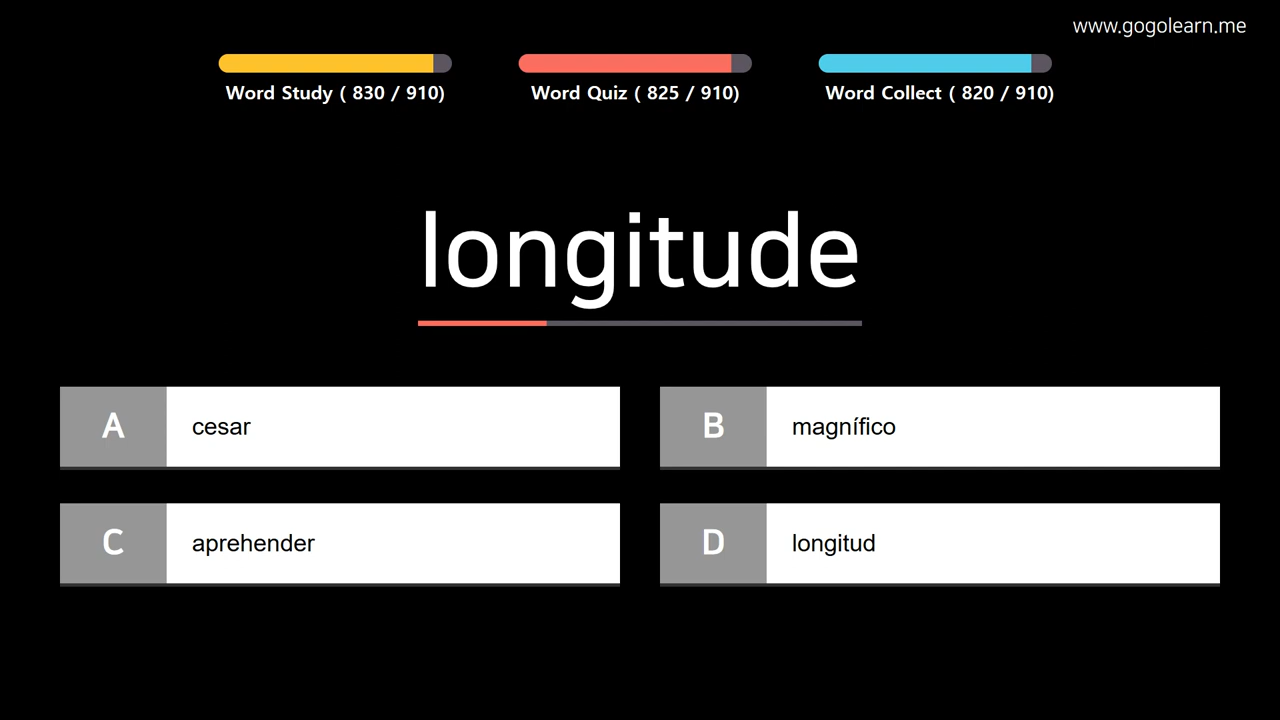 www.gogolearn.me
Word Study ( 830 / 910)
Word Quiz ( 825 / 910)
Word Collect ( 820 / 910)
longitude
A cesar
B magnífico
C aprehender
D longitud